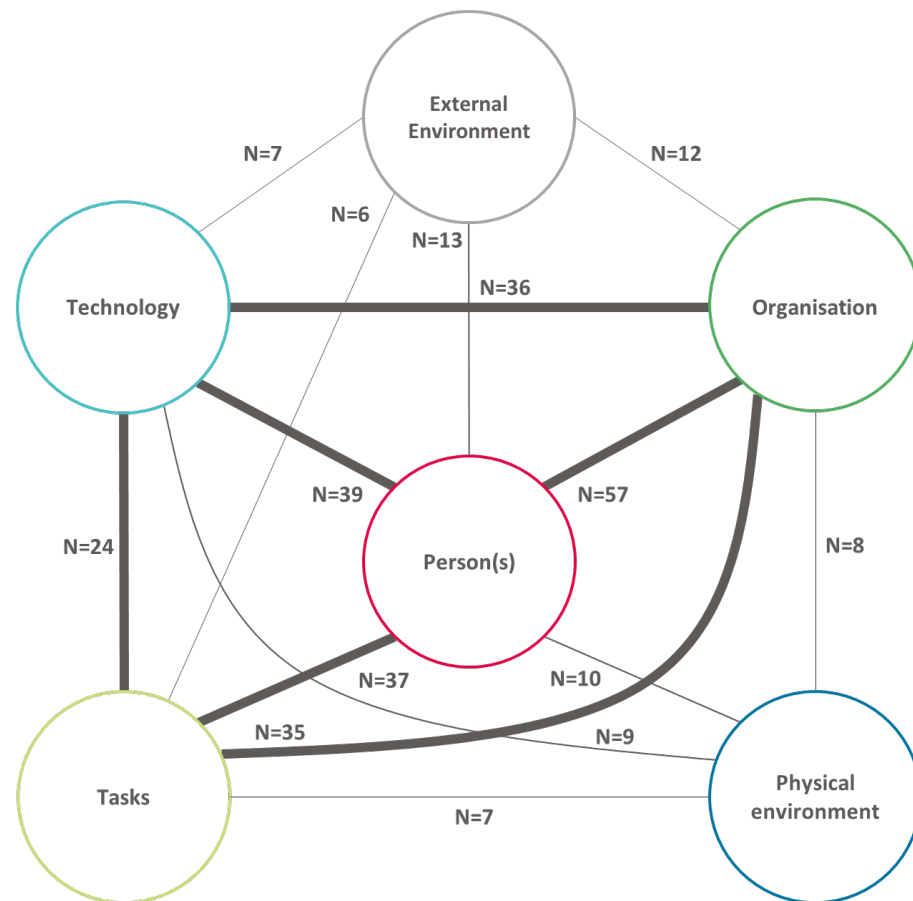 External
Environment
N=7
N=12
N=6
N=13
N=36
Technology
Organisation
N=39
N=57
N=24
N=8
Person(s)
N=37
N=10
N=35
N=9
Tasks
Physical
environment
N=7